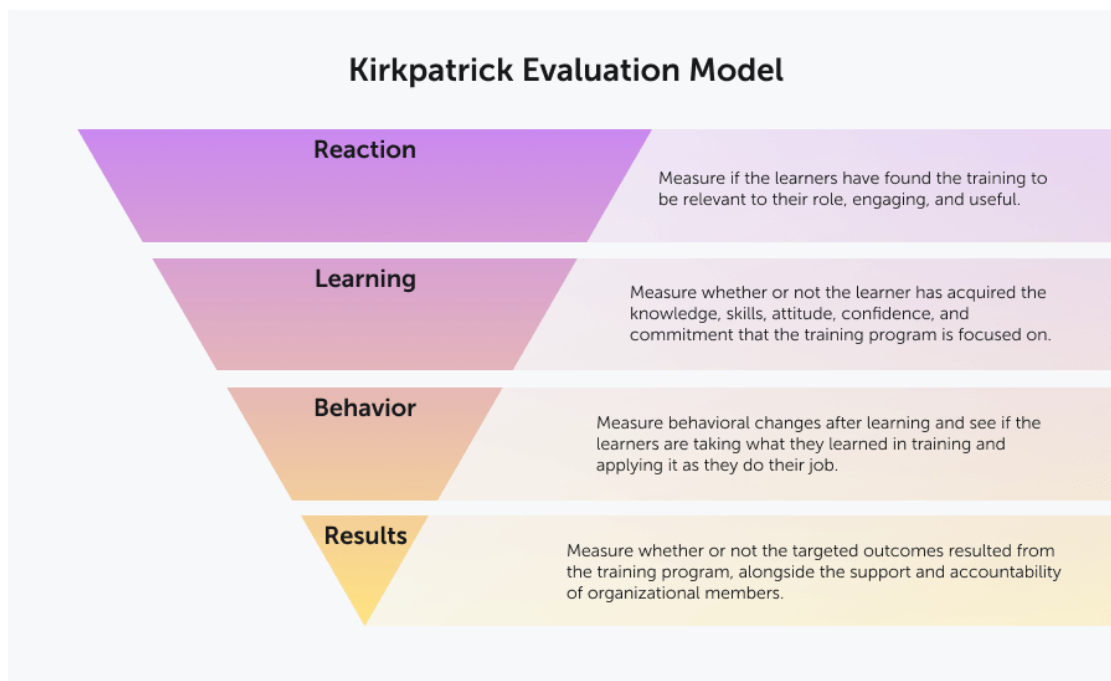 Kirkpatrick Evaluation Model
Reaction
Measure if the learners have found the training to
be relevant to their role, engaging, and useful.
Learning
Measure whether or not the learner has acquired the
knowledge, skills, attitude, confidence, and
commitment that the training program is focused on.
Behavior
Measure behavioral changes after learning and see if the
learners are taking what they learned in training and
applying it as they do their job.
Results
Measure whether or not the targeted outcomes resulted from
the training program, alongside the support and accountability
of organizational members.